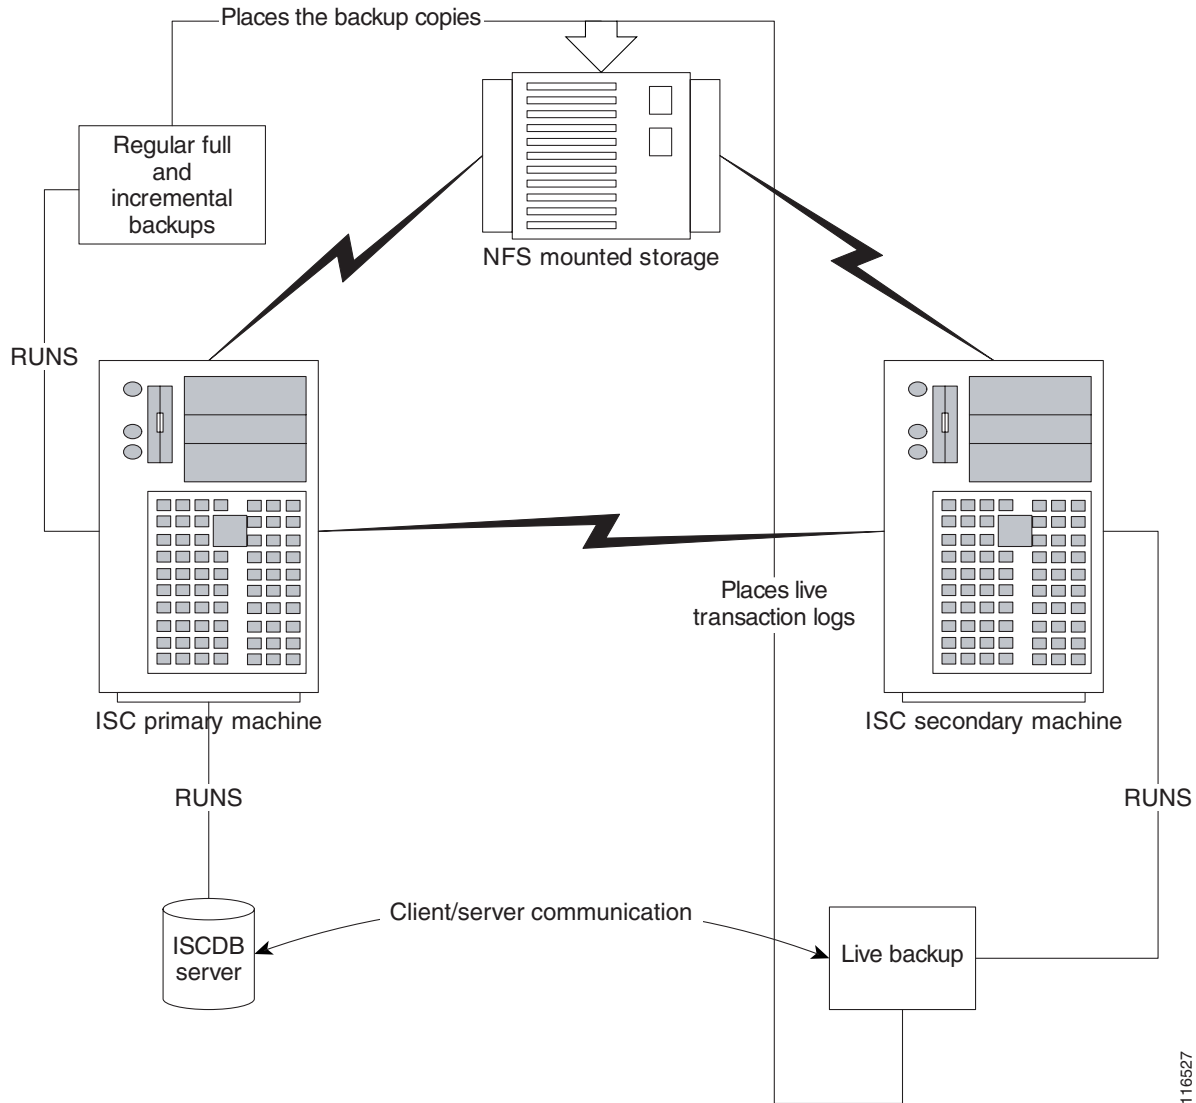 Places the backup copies
Regular full
and
incremental
backups
NFS mounted storage
RUNS
Places live
transaction logs
ISC primary machine
ISC secondary machine
RUNS
RUNS
Client/server communication
ISCDB
server
Live backup
116527